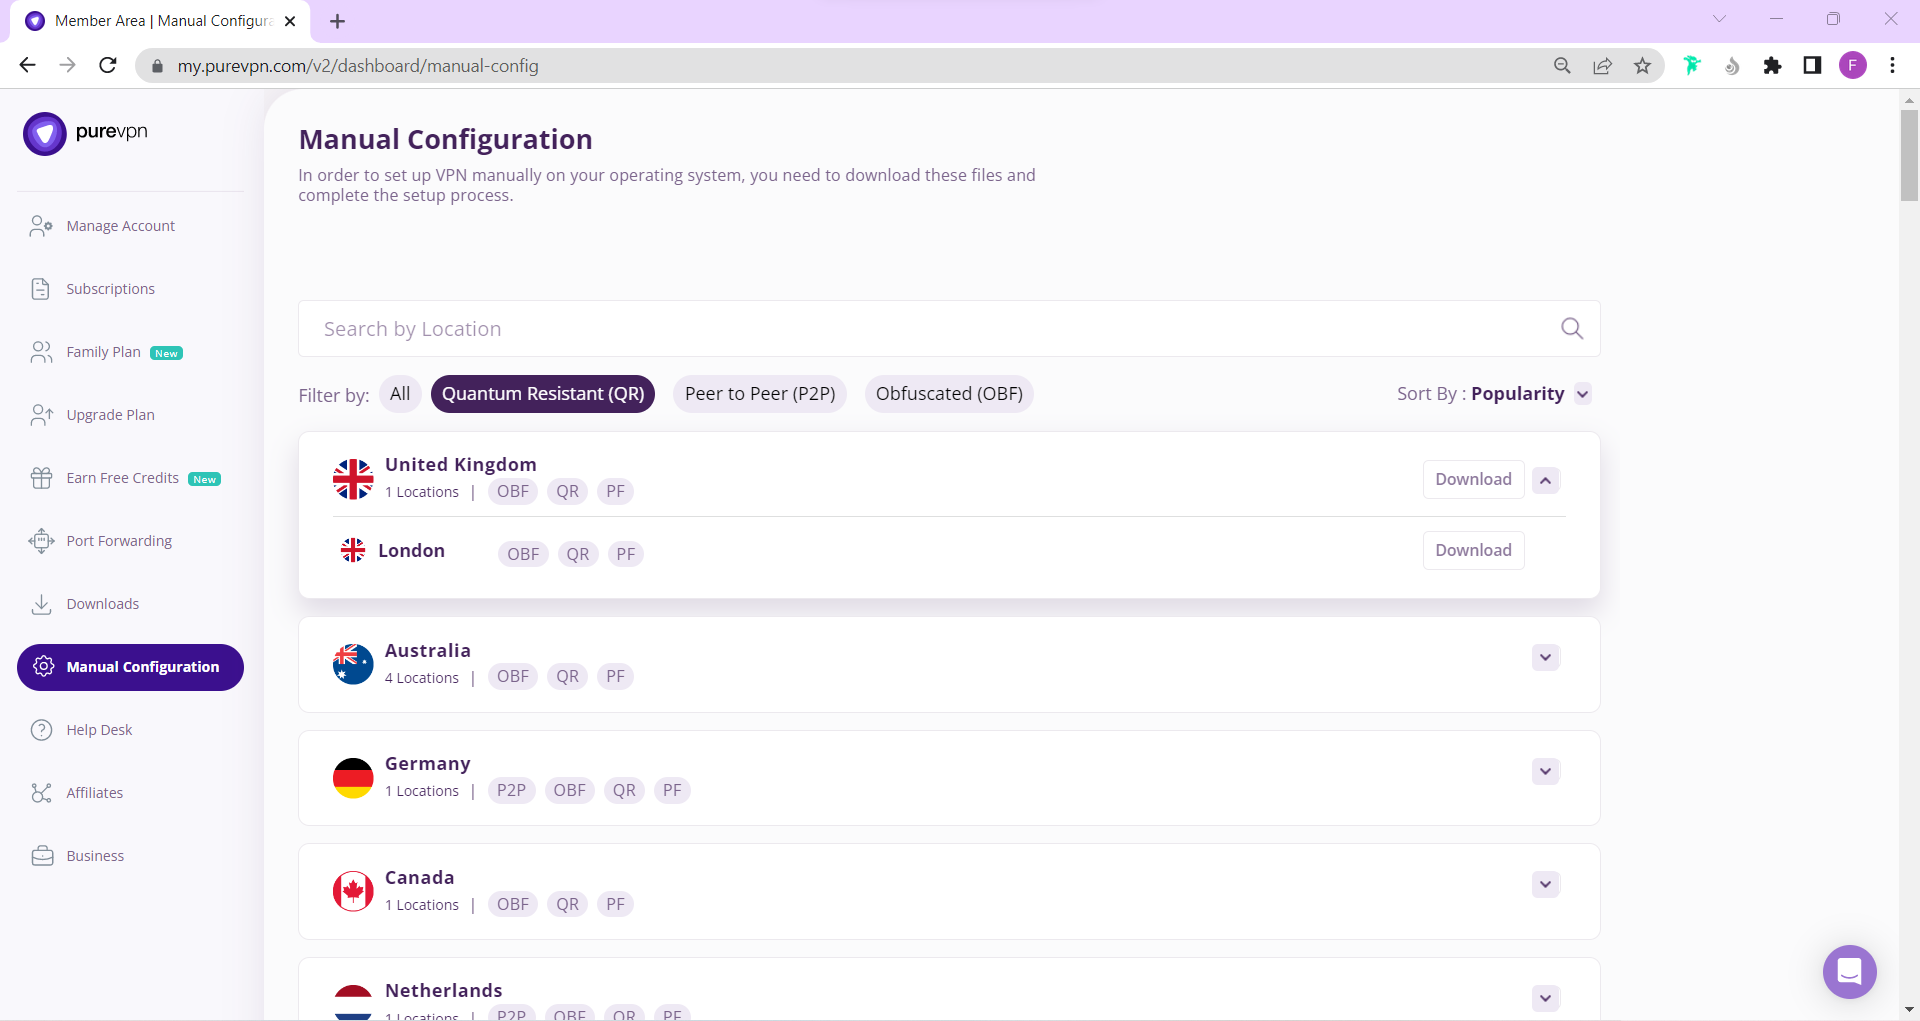 Member Area | Manual Configura
my.purevpn.com/v2/dashboard/manual-config
F
purevpn
Manage Account
Subscriptions
Family Plan New
Upgrade Plan
Earn Free Credits New
Port Forwarding
Downloads
Manual Configuration
Help Desk
Affiliates
Business
Manual Configuration
In order to set up VPN manually on your operating system, you need to download these files and
complete the setup process.
Search by Location
Filter by: All Quantum Resistant (QR) Peer to Peer (P2P) Obfuscated (OBF) Sort By : Popularity
United Kingdom
1 Locations | OBF QR PF Download
London OBF QR PF Download
Australia
4 Locations | OBF QR PF
Germany
1 Locations | P2P OBF QR PF
Canada
1 Locations | OBF QR PF
Netherlands
1 Locations | P2P OBF QR PF